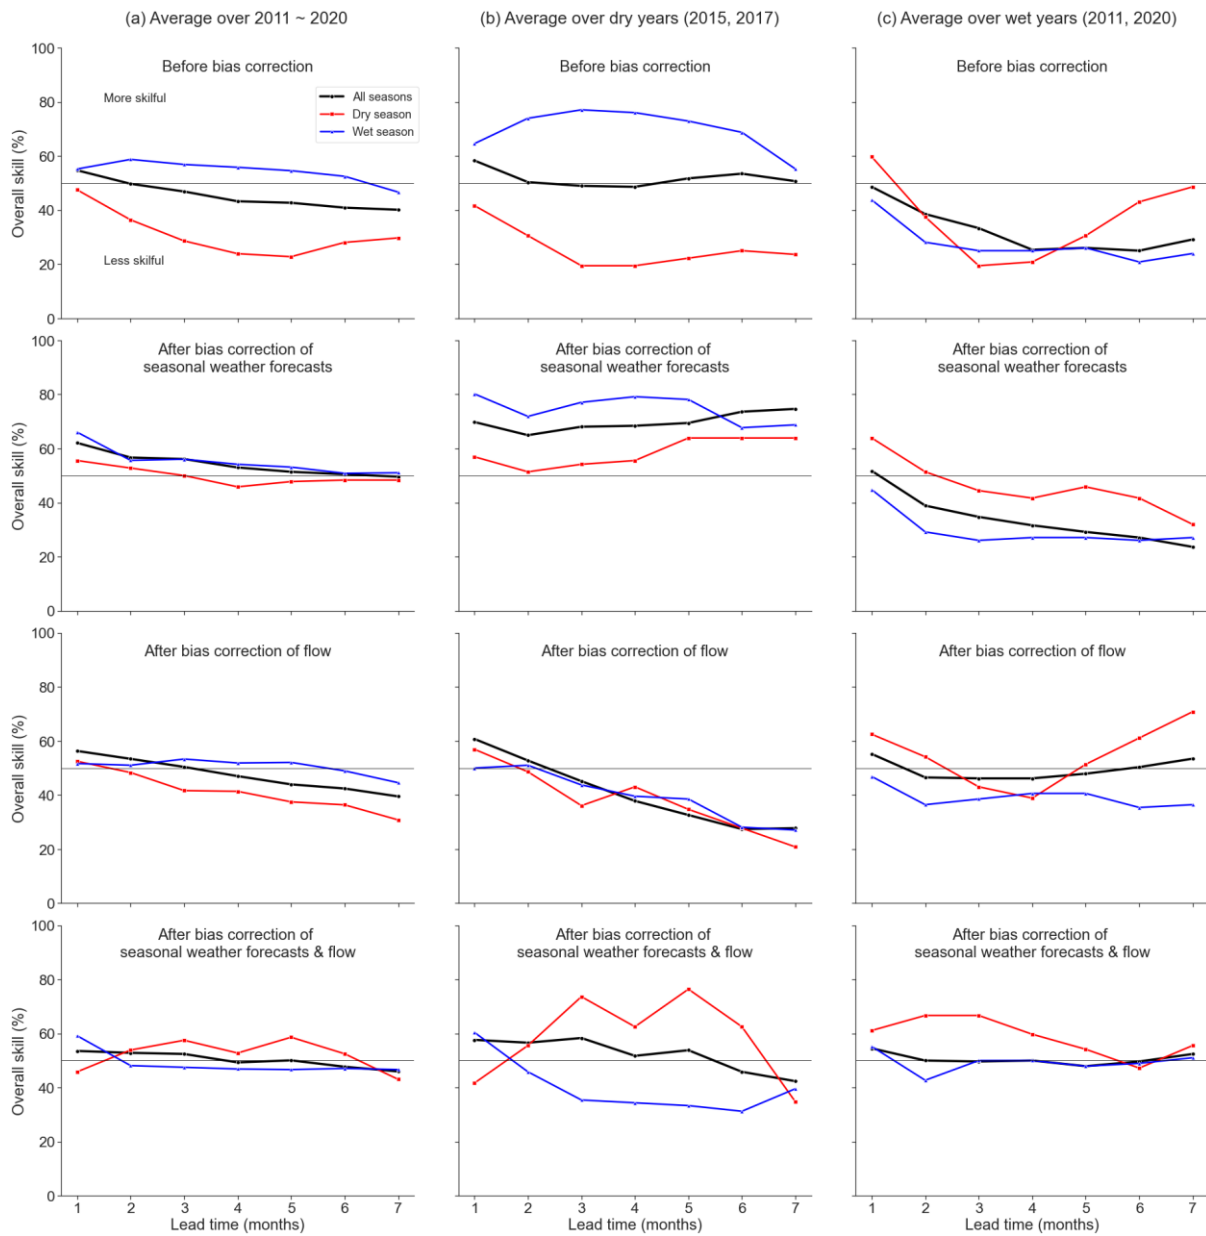 (a) Average over 2011 ~ 2020
(b) Average over dry years (2015, 2017)
(c) Average over wet years (2011, 2020)
100
80
60
40
20
0
Overall skill (%)
Before bias correction
More skilful
Less skilful
All seasons
Dry season
Wet season
Before bias correction
Before bias correction
100
80
60
40
20
0
Overall skill (%)
After bias correction of
seasonal weather forecasts
After bias correction of
seasonal weather forecasts
After bias correction of
seasonal weather forecasts
100
80
60
40
20
0
Overall skill (%)
After bias correction of flow
After bias correction of flow
After bias correction of flow
100
80
60
40
20
0
Overall skill (%)
After bias correction of
seasonal weather forecasts & flow
After bias correction of
seasonal weather forecasts & flow
After bias correction of
seasonal weather forecasts & flow
1 2 3 4 5 6 7
Lead time (months)
1 2 3 4 5 6 7
Lead time (months)
1 2 3 4 5 6 7
Lead time (months)